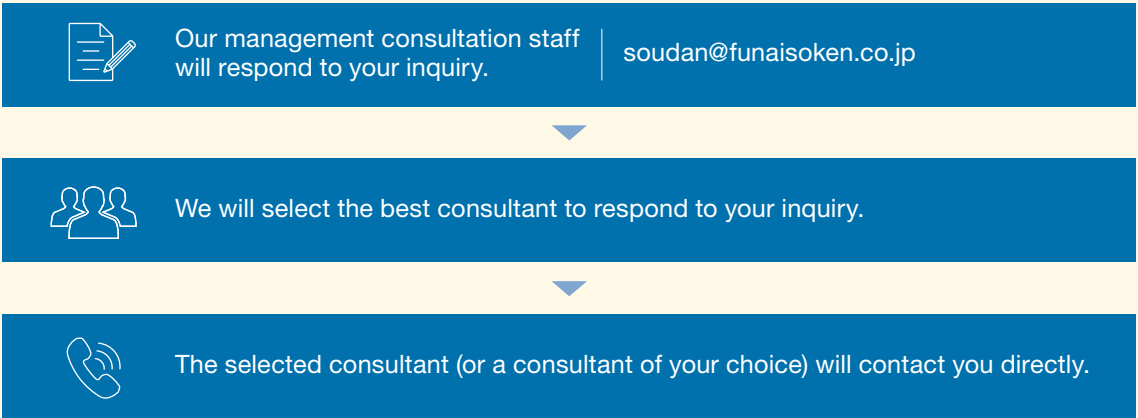 Our management consultation staff
will respond to your inquiry.
soudan@funaisoken.co.jp
We will select the best consultant to respond to your inquiry.
The selected consultant (or a consultant of your choice) will contact you directly.